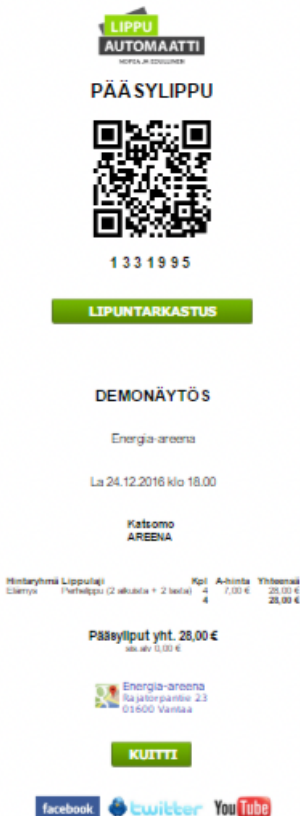 LIPPU
AUTOMAATTI
NOPEA JA EDULLINEN
PÄÄSYLIPPU
1331995
LIPUNTARKASTUS
DEMONÄYTÖS
Energia-areena
La 24.12.2016 klo 18.00
Katsomo
AREENA
Hintaryhmä Lippulaji Kpl A-hinta Yhteensä
Elämys Perhelippu (2 aikuista + 2 lasta) 4 7,00 € 28,00 €
4 28,00 €
Pääsyliput yht. 28,00 €
sis.alv 0,00 €
Energia-areena
Rajatorpantie 23
01600 Vantaa
KUITTI
facebook twitter YouTube